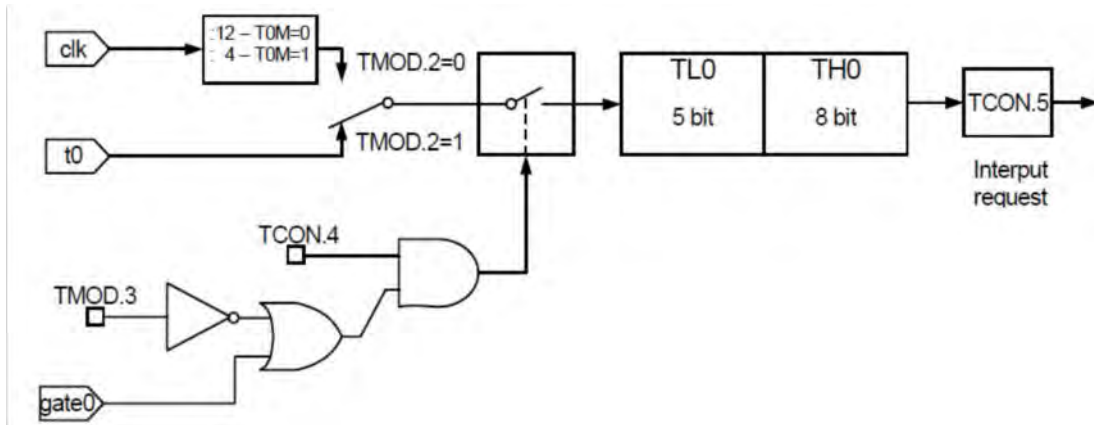 clk
:12 – T0M=0
: 4 – T0M=1
TMOD.2=0
TMOD.2=1
t0
TL0
5 bit
TH0
8 bit
TCON.5
Interput
request
TCON.4
TMOD.3
gate0